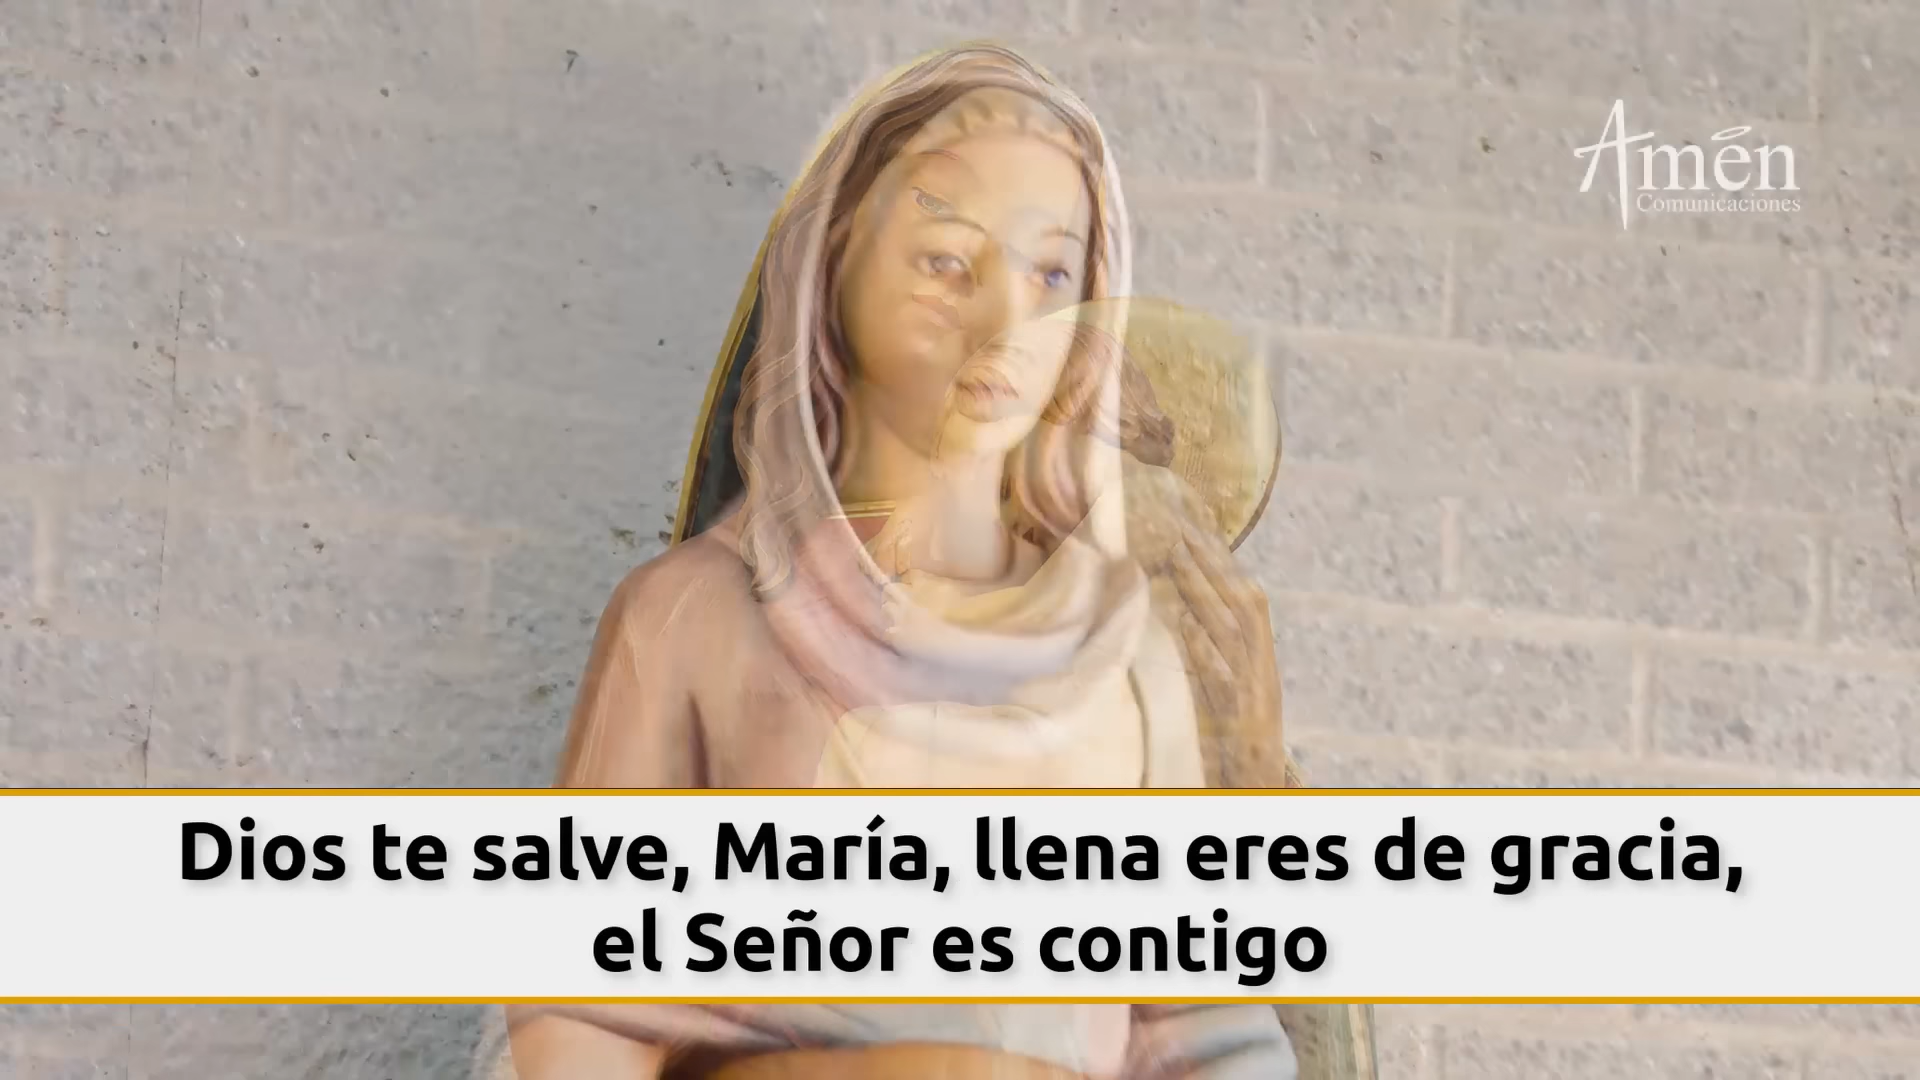 Amén
Comunicaciones
Dios te salve, María, llena eres de gracia,
el Señor es contigo